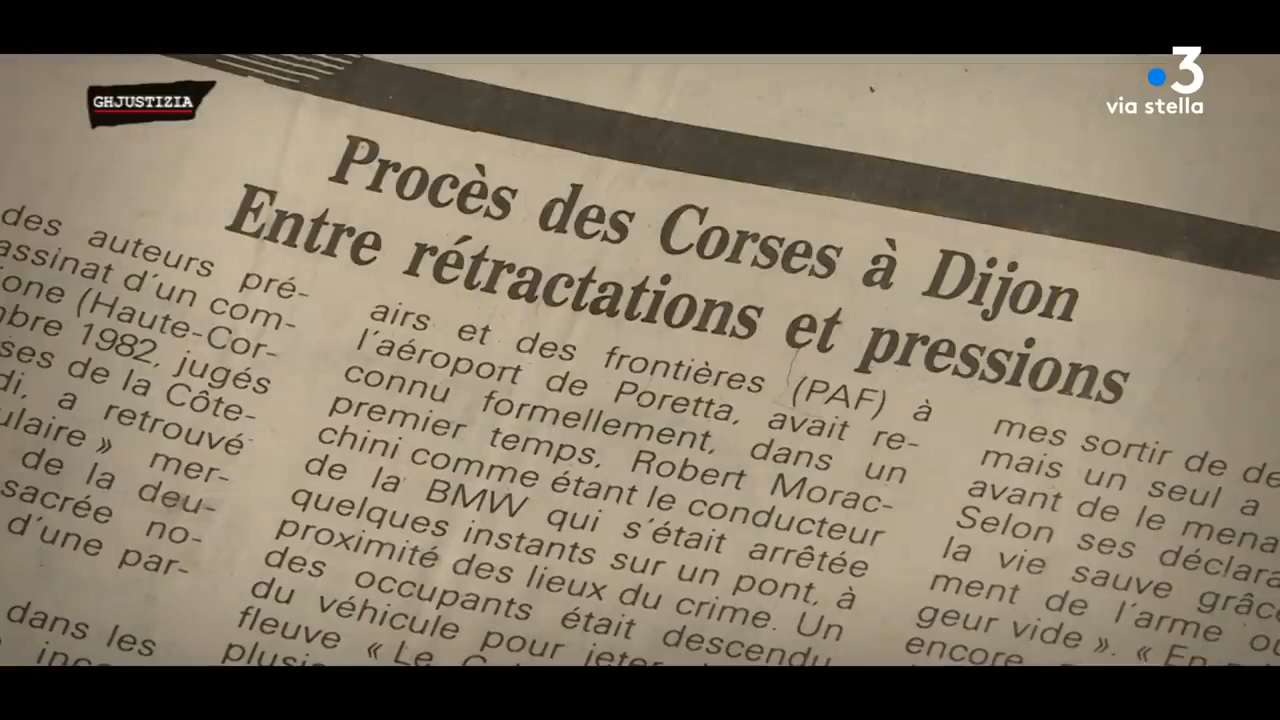 GHJUSTIZIA
3
via stella
Procès des Corses à Dijon
Entre rétractations et pressions
des auteurs pré-
assinat d'un com-
ione (Haute-Cor-
mbre 1982, jugés
ses de la Côte-
di, a retrouvé
ulaire » mer-
de la deu-
sacrée no-
d'une par-
dans les
airs et des frontières (PAF) à
l'aéroport de Poretta, avait re-
connu formellement, dans un
premier temps, Robert Morac-
chini comme étant le conducteur
de la BMW qui s'était arrêtée
quelques instants sur un pont, à
proximité des lieux du crime. Un
des occupants était descendu
du véhicule pour jeter
fleuve « Le
mes sortir de
mais un seul a
avant de le mena
Selon ses déclara
la vie sauve grâc
ment de l'arme
geur vide ». « En
encore